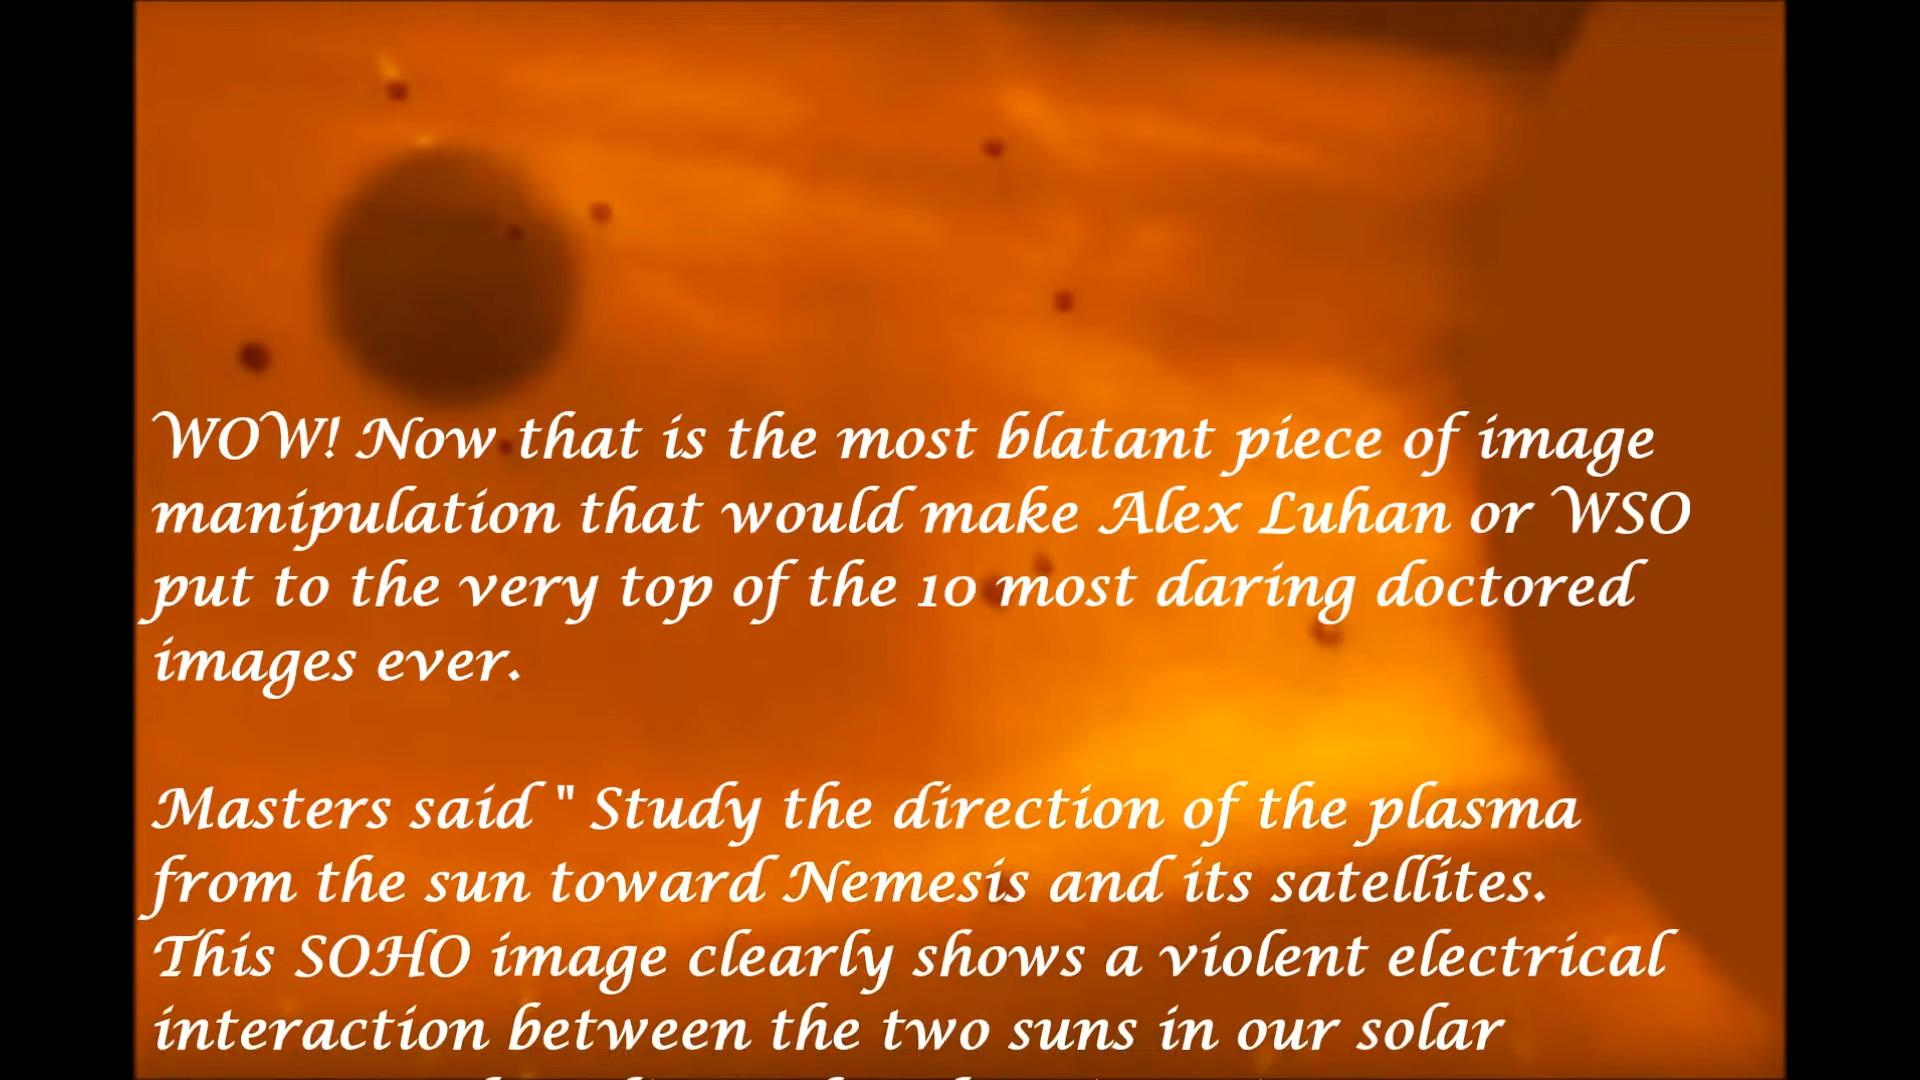 WOW! Now that is the most blatant piece of image
manipulation that would make Alex Luhan or WSO
put to the very top of the 10 most daring doctored
images ever.
Masters said " Study the direction of the plasma
from the sun toward Nemesis and its satellites.
This SOHO image clearly shows a violent electrical
interaction between the two suns in our solar